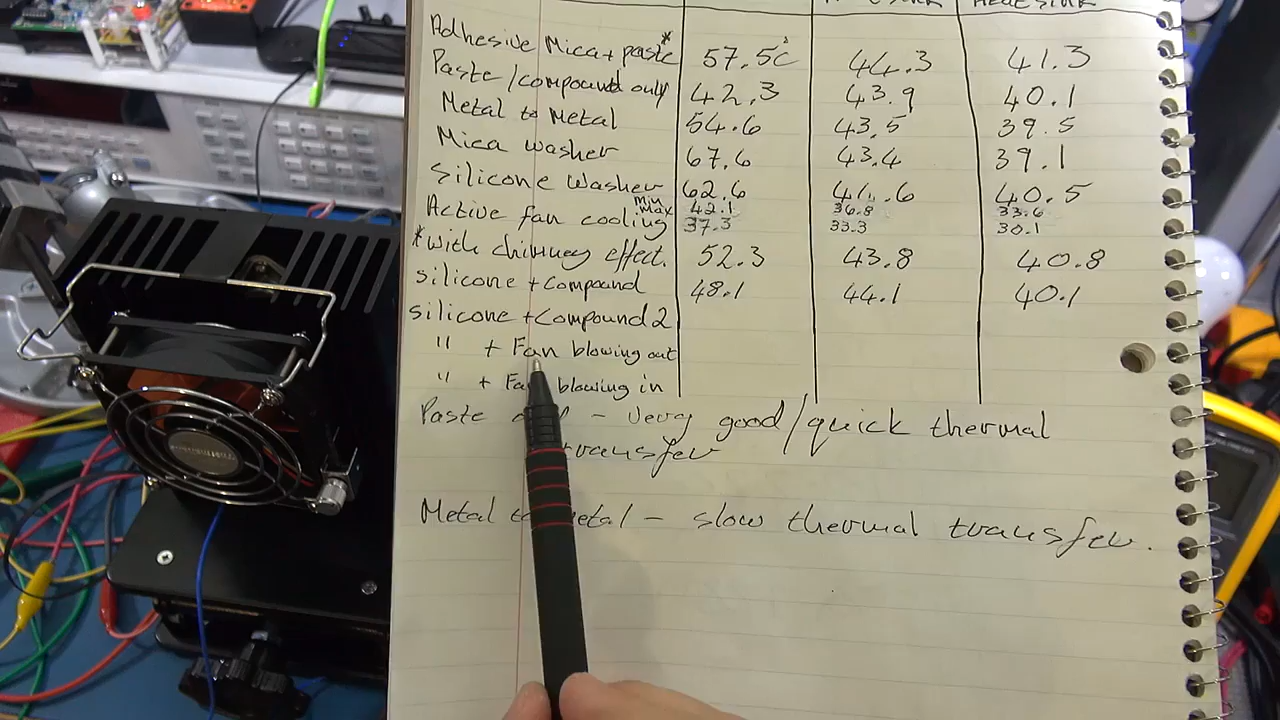 Adhesive Mica + paste* 57.5c 44.3 41.3
Paste/compound only 42.3 43.9 40.1
Metal to Metal 54.6 43.5 39.5
Mica washer 67.6 43.4 39.1
Silicone Washer 62.6 41.6 40.5
Active fan cooling Min 42.1 36.8 33.6
Max 37.3 33.3 30.1
*With chimney effect. 52.3 43.8 40.8
silicone + Compound 48.1 44.1 40.1
silicone + Compound 2
" + Fan blowing out
" + Fan blowing in
Paste - Very good/quick thermal
transfer
Metal to Metal - slow thermal transfer.